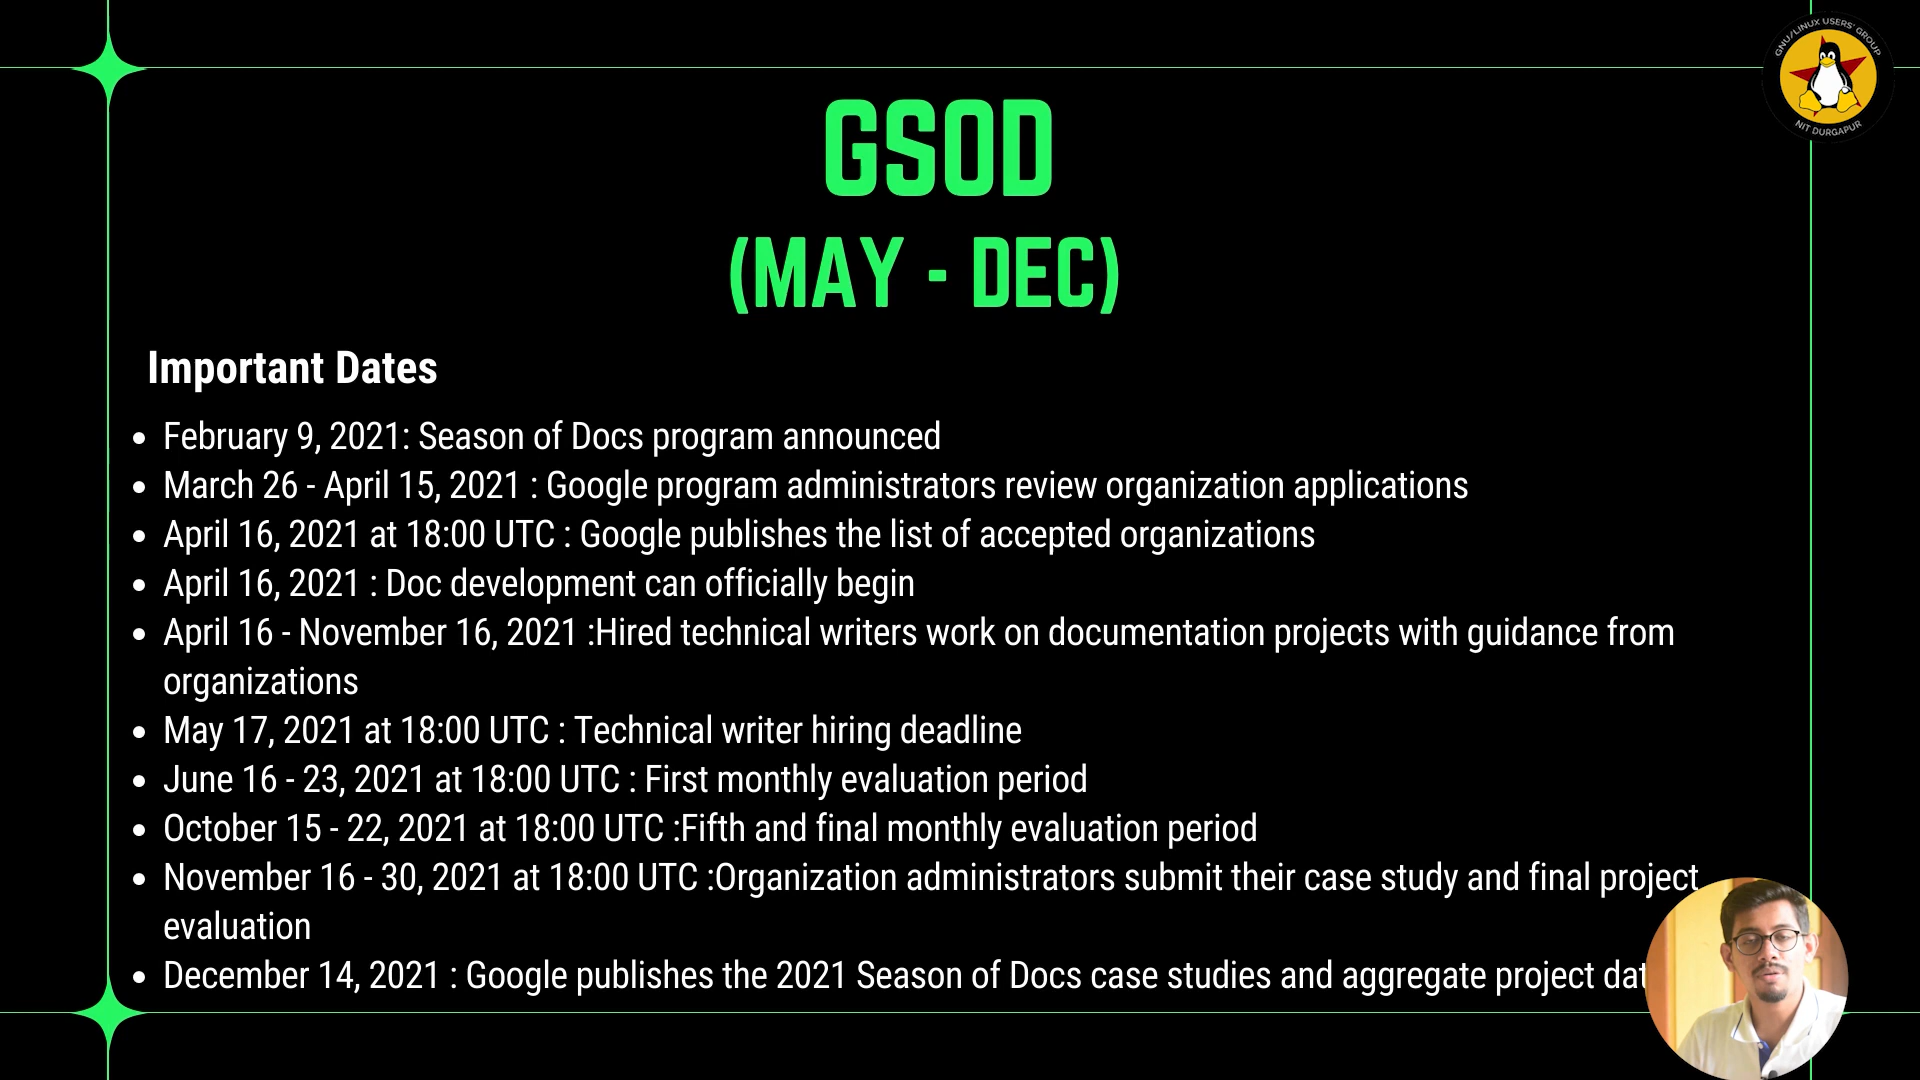 GNU/LINUX USERS' GROUP
NIT DURGAPUR
GSOD
(MAY - DEC)
Important Dates
• February 9, 2021: Season of Docs program announced
• March 26 - April 15, 2021 : Google program administrators review organization applications
• April 16, 2021 at 18:00 UTC : Google publishes the list of accepted organizations
• April 16, 2021 : Doc development can officially begin
• April 16 - November 16, 2021 :Hired technical writers work on documentation projects with guidance from
organizations
• May 17, 2021 at 18:00 UTC : Technical writer hiring deadline
• June 16 - 23, 2021 at 18:00 UTC : First monthly evaluation period
• October 15 - 22, 2021 at 18:00 UTC :Fifth and final monthly evaluation period
• November 16 - 30, 2021 at 18:00 UTC :Organization administrators submit their case study and final project
evaluation
• December 14, 2021 : Google publishes the 2021 Season of Docs case studies and aggregate project